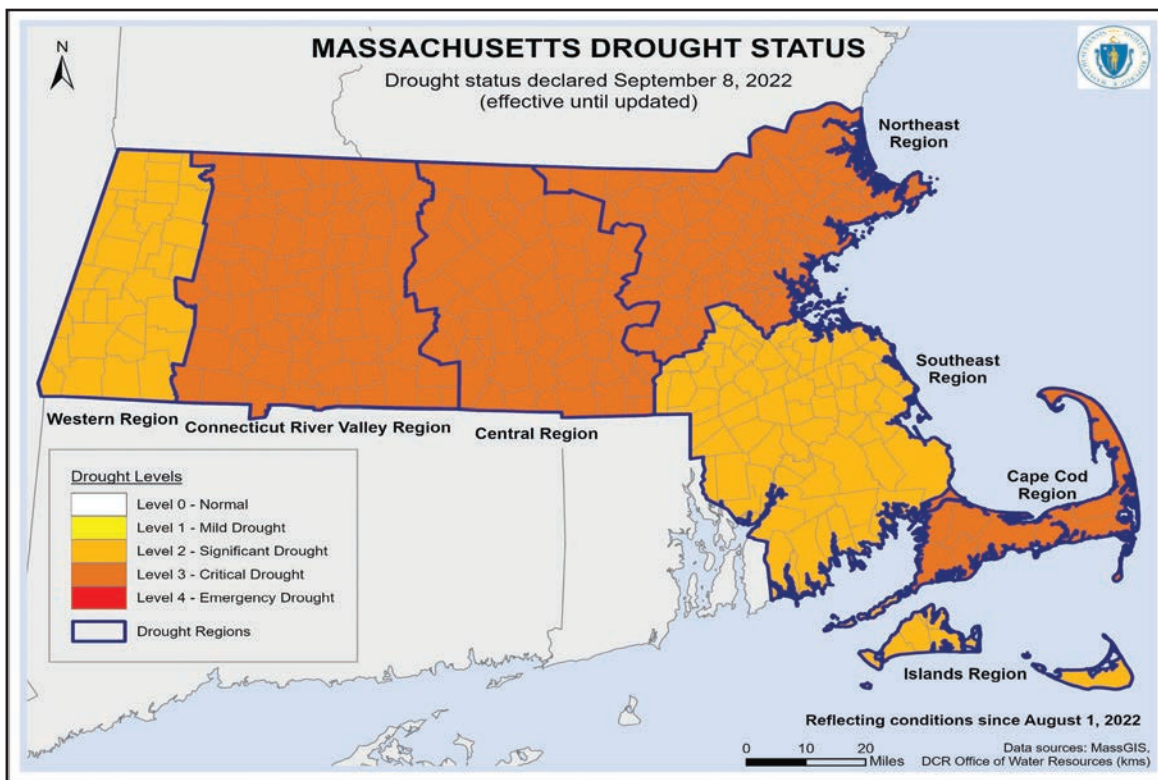 MASSACHUSETTS DROUGHT STATUS
Drought status declared September 8, 2022
(effective until updated)
N
Northeast
Region
Southeast
Region
Western Region
Connecticut River Valley Region
Central Region
Cape Cod
Region
Drought Levels
Level 0 - Normal
Level 1 - Mild Drought
Level 2 - Significant Drought
Level 3 - Critical Drought
Level 4 - Emergency Drought
Drought Regions
Islands Region
Reflecting conditions since August 1, 2022
0 10 20
Miles
Data sources: MassGIS,
DCR Office of Water Resources (kms)